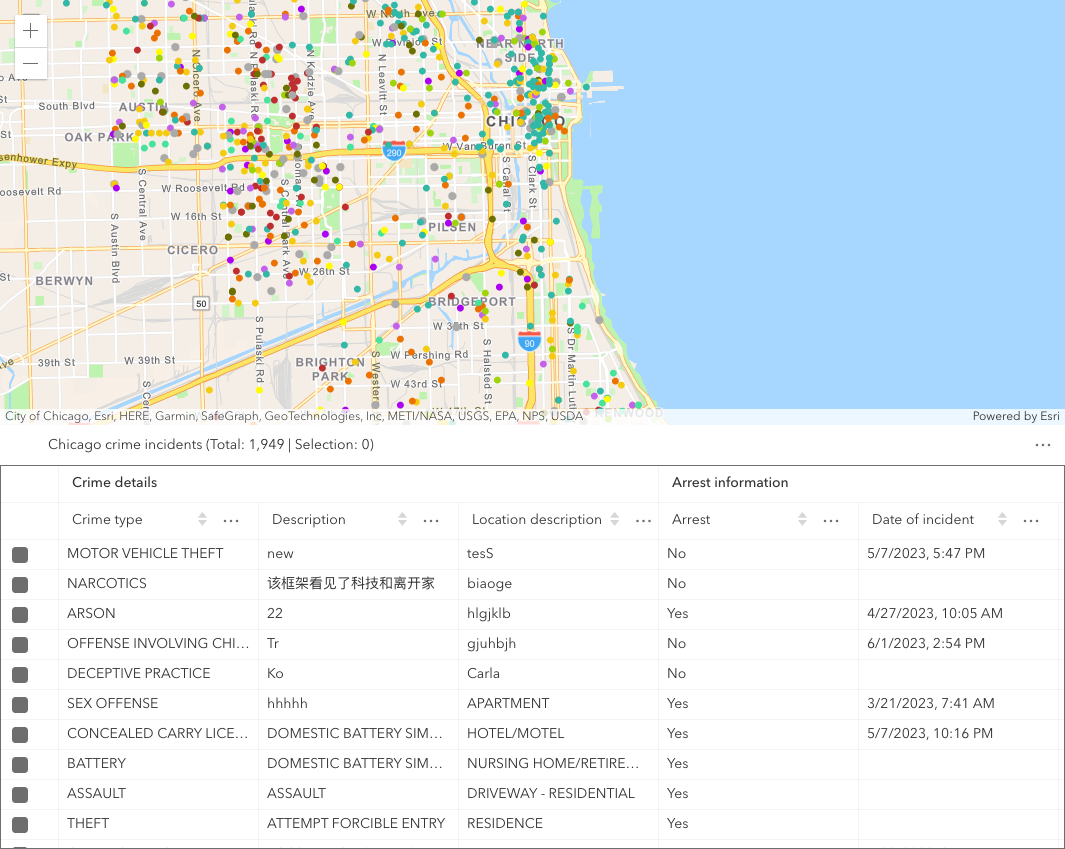 W North Ave
W Division St
NEAR NORTH
SIDE
N Cicero Ave
N Pulaski Rd
N Kedzie Ave
N Leavitt St
South Blvd
AUSTIN
OAK PARK
CHICAGO
290
W Van Buren St
senhower Expy
oosevelt Rd
W Roosevelt Rd
S Central Ave
S Canal St
S Clark St
W 16th St
S Austin Blvd
S Central Park Ave
PILSEN
CICERO
W 26th St
BERWYN
50
BRIDGEPORT
S Pulaski Rd
90
39th St
W 39th St
W Pershing Rd
BRIGHTON
PARK
S Western
S Halsted St
S Dr Martin Luth
W 43rd St
KENWOOD
City of Chicago, Esri, HERE, Garmin, SafeGraph, GeoTechnologies, Inc, METI/NASA, USGS, EPA, NPS, USDA
Powered by Esri
Chicago crime incidents (Total: 1,949 | Selection: 0)
Crime details Arrest information
Crime type Description Location description Arrest Date of incident
MOTOR VEHICLE THEFT new tesS No 5/7/2023, 5:47 PM
NARCOTICS 该框架看见了科技和离开家 biaoge No
ARSON 22 hlgjklb Yes 4/27/2023, 10:05 AM
OFFENSE INVOLVING CHI… Tr gjuhbjh No 6/1/2023, 2:54 PM
DECEPTIVE PRACTICE Ko Carla No
SEX OFFENSE hhhhh APARTMENT Yes 3/21/2023, 7:41 AM
CONCEALED CARRY LICE… DOMESTIC BATTERY SIM… HOTEL/MOTEL Yes 5/7/2023, 10:16 PM
BATTERY DOMESTIC BATTERY SIM… NURSING HOME/RETIRE… Yes
ASSAULT ASSAULT DRIVEWAY - RESIDENTIAL Yes
THEFT ATTEMPT FORCIBLE ENTRY RESIDENCE Yes